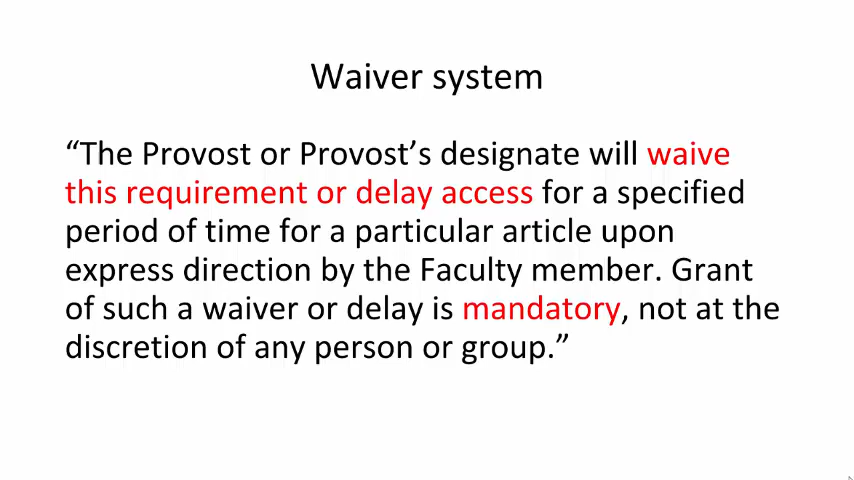 Waiver system
“The Provost or Provost’s designate will waive
this requirement or delay access for a specified
period of time for a particular article upon
express direction by the Faculty member. Grant
of such a waiver or delay is mandatory, not at the
discretion of any person or group.”